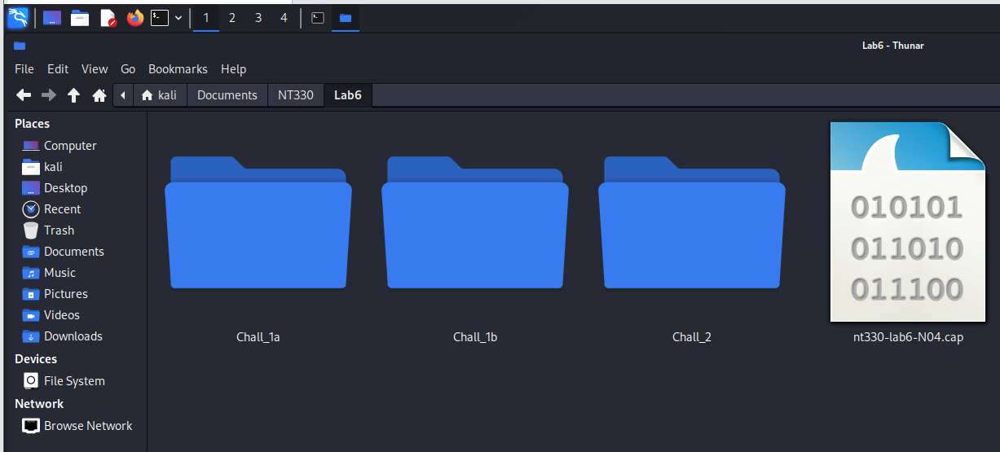 1 2 3 4
Lab6 - Thunar
File Edit View Go Bookmarks Help
kali Documents NT330 Lab6
Places
Computer
kali
Desktop
Recent
Trash
Documents
Music
Pictures
Videos
Downloads
Devices
File System
Network
Browse Network
010101
011010
011100
Chall_1a Chall_1b Chall_2 nt330-lab6-N04.cap